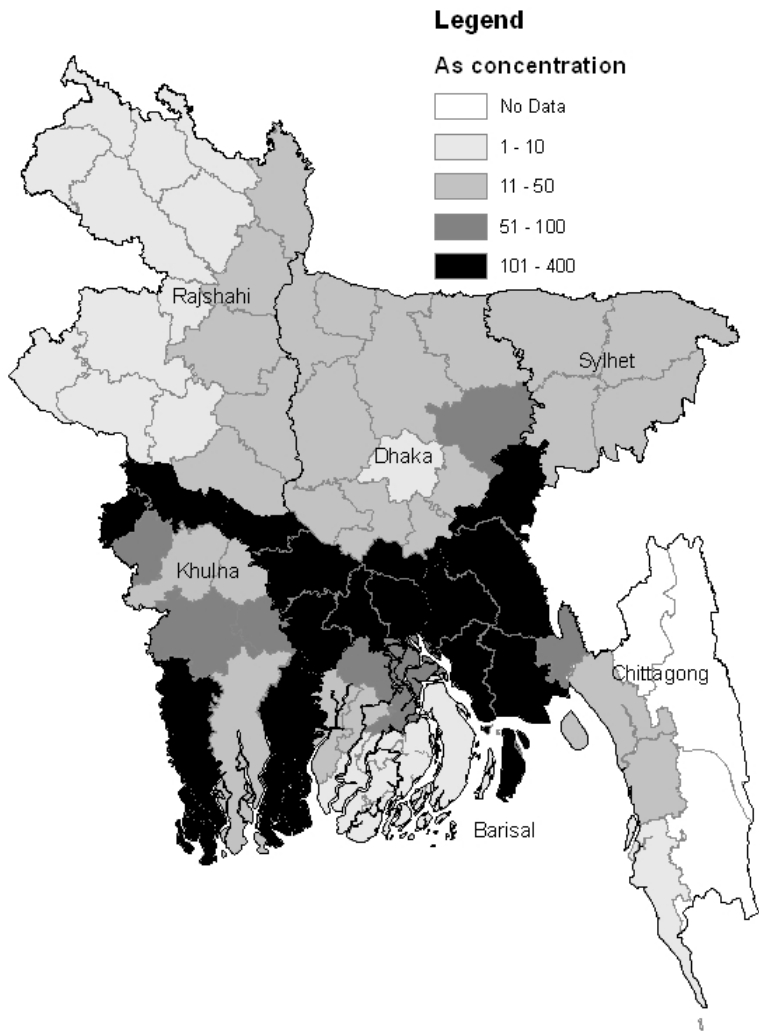 Legend
As concentration
No Data
1 - 10
11 - 50
51 - 100
101 - 400
Rajshahi
Sylhet
Dhaka
Khulna
Chittagong
Barisal